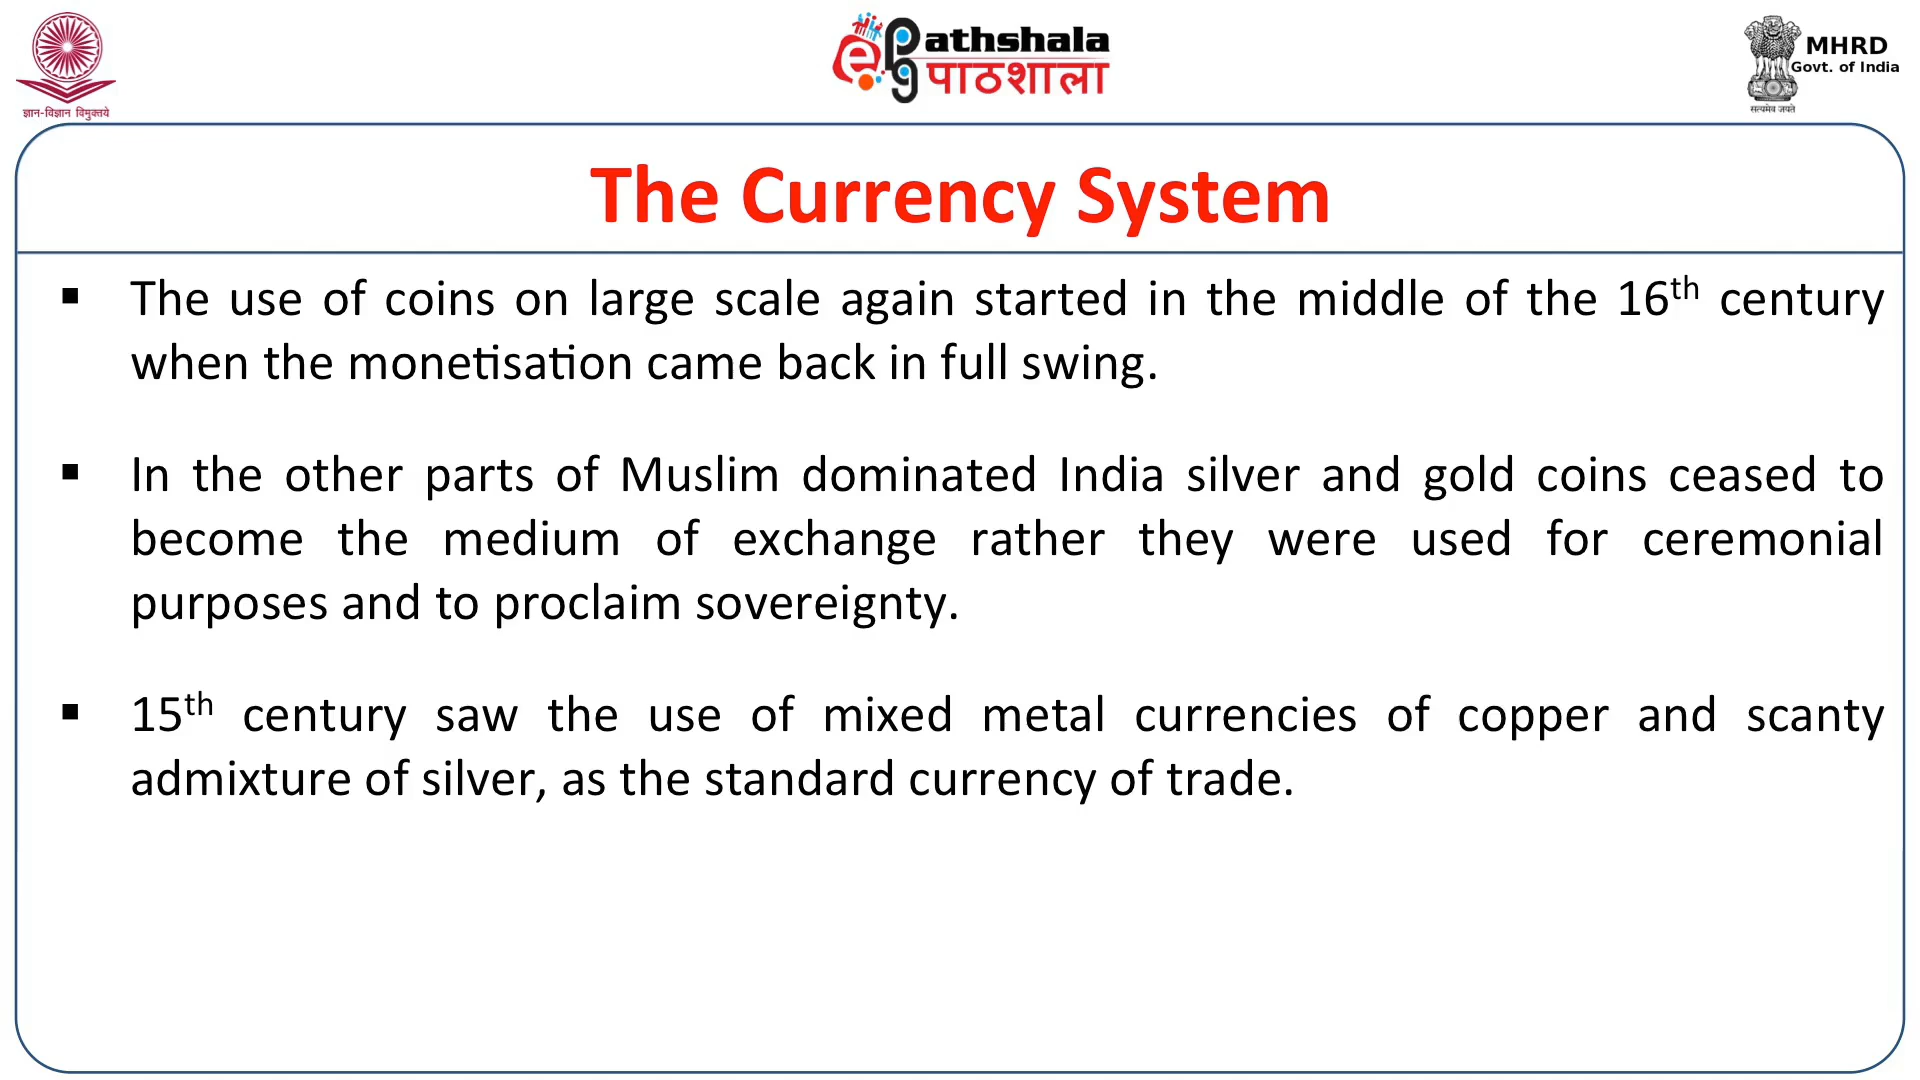 ज्ञान-विज्ञान विमुक्तये
e pg Pathshala
पाठशाला
MHRD
Govt. of India
सत्यमेव जयते
The Currency System
▪ The use of coins on large scale again started in the middle of the 16th century
when the monetisation came back in full swing.
▪ In the other parts of Muslim dominated India silver and gold coins ceased to
become the medium of exchange rather they were used for ceremonial
purposes and to proclaim sovereignty.
▪ 15th century saw the use of mixed metal currencies of copper and scanty
admixture of silver, as the standard currency of trade.